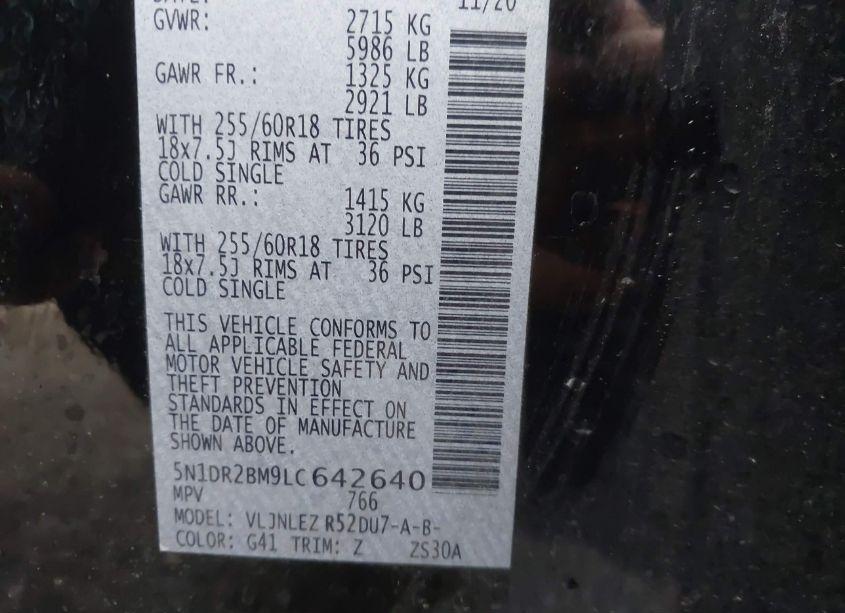 DATE: 11/20
GVWR: 2715 KG
5986 LB
GAWR FR.: 1325 KG
2921 LB
WITH 255/60R18 TIRES
18x7.5J RIMS AT 36 PSI
COLD SINGLE
GAWR RR.: 1415 KG
3120 LB
WITH 255/60R18 TIRES
18x7.5J RIMS AT 36 PSI
COLD SINGLE
THIS VEHICLE CONFORMS TO
ALL APPLICABLE FEDERAL
MOTOR VEHICLE SAFETY AND
THEFT PREVENTION
STANDARDS IN EFFECT ON
THE DATE OF MANUFACTURE
SHOWN ABOVE.
5N1DR2BM9LC642640
MPV 766
MODEL: VLJNLEZ R52DU7-A-B-
COLOR: G41 TRIM: Z ZS30A